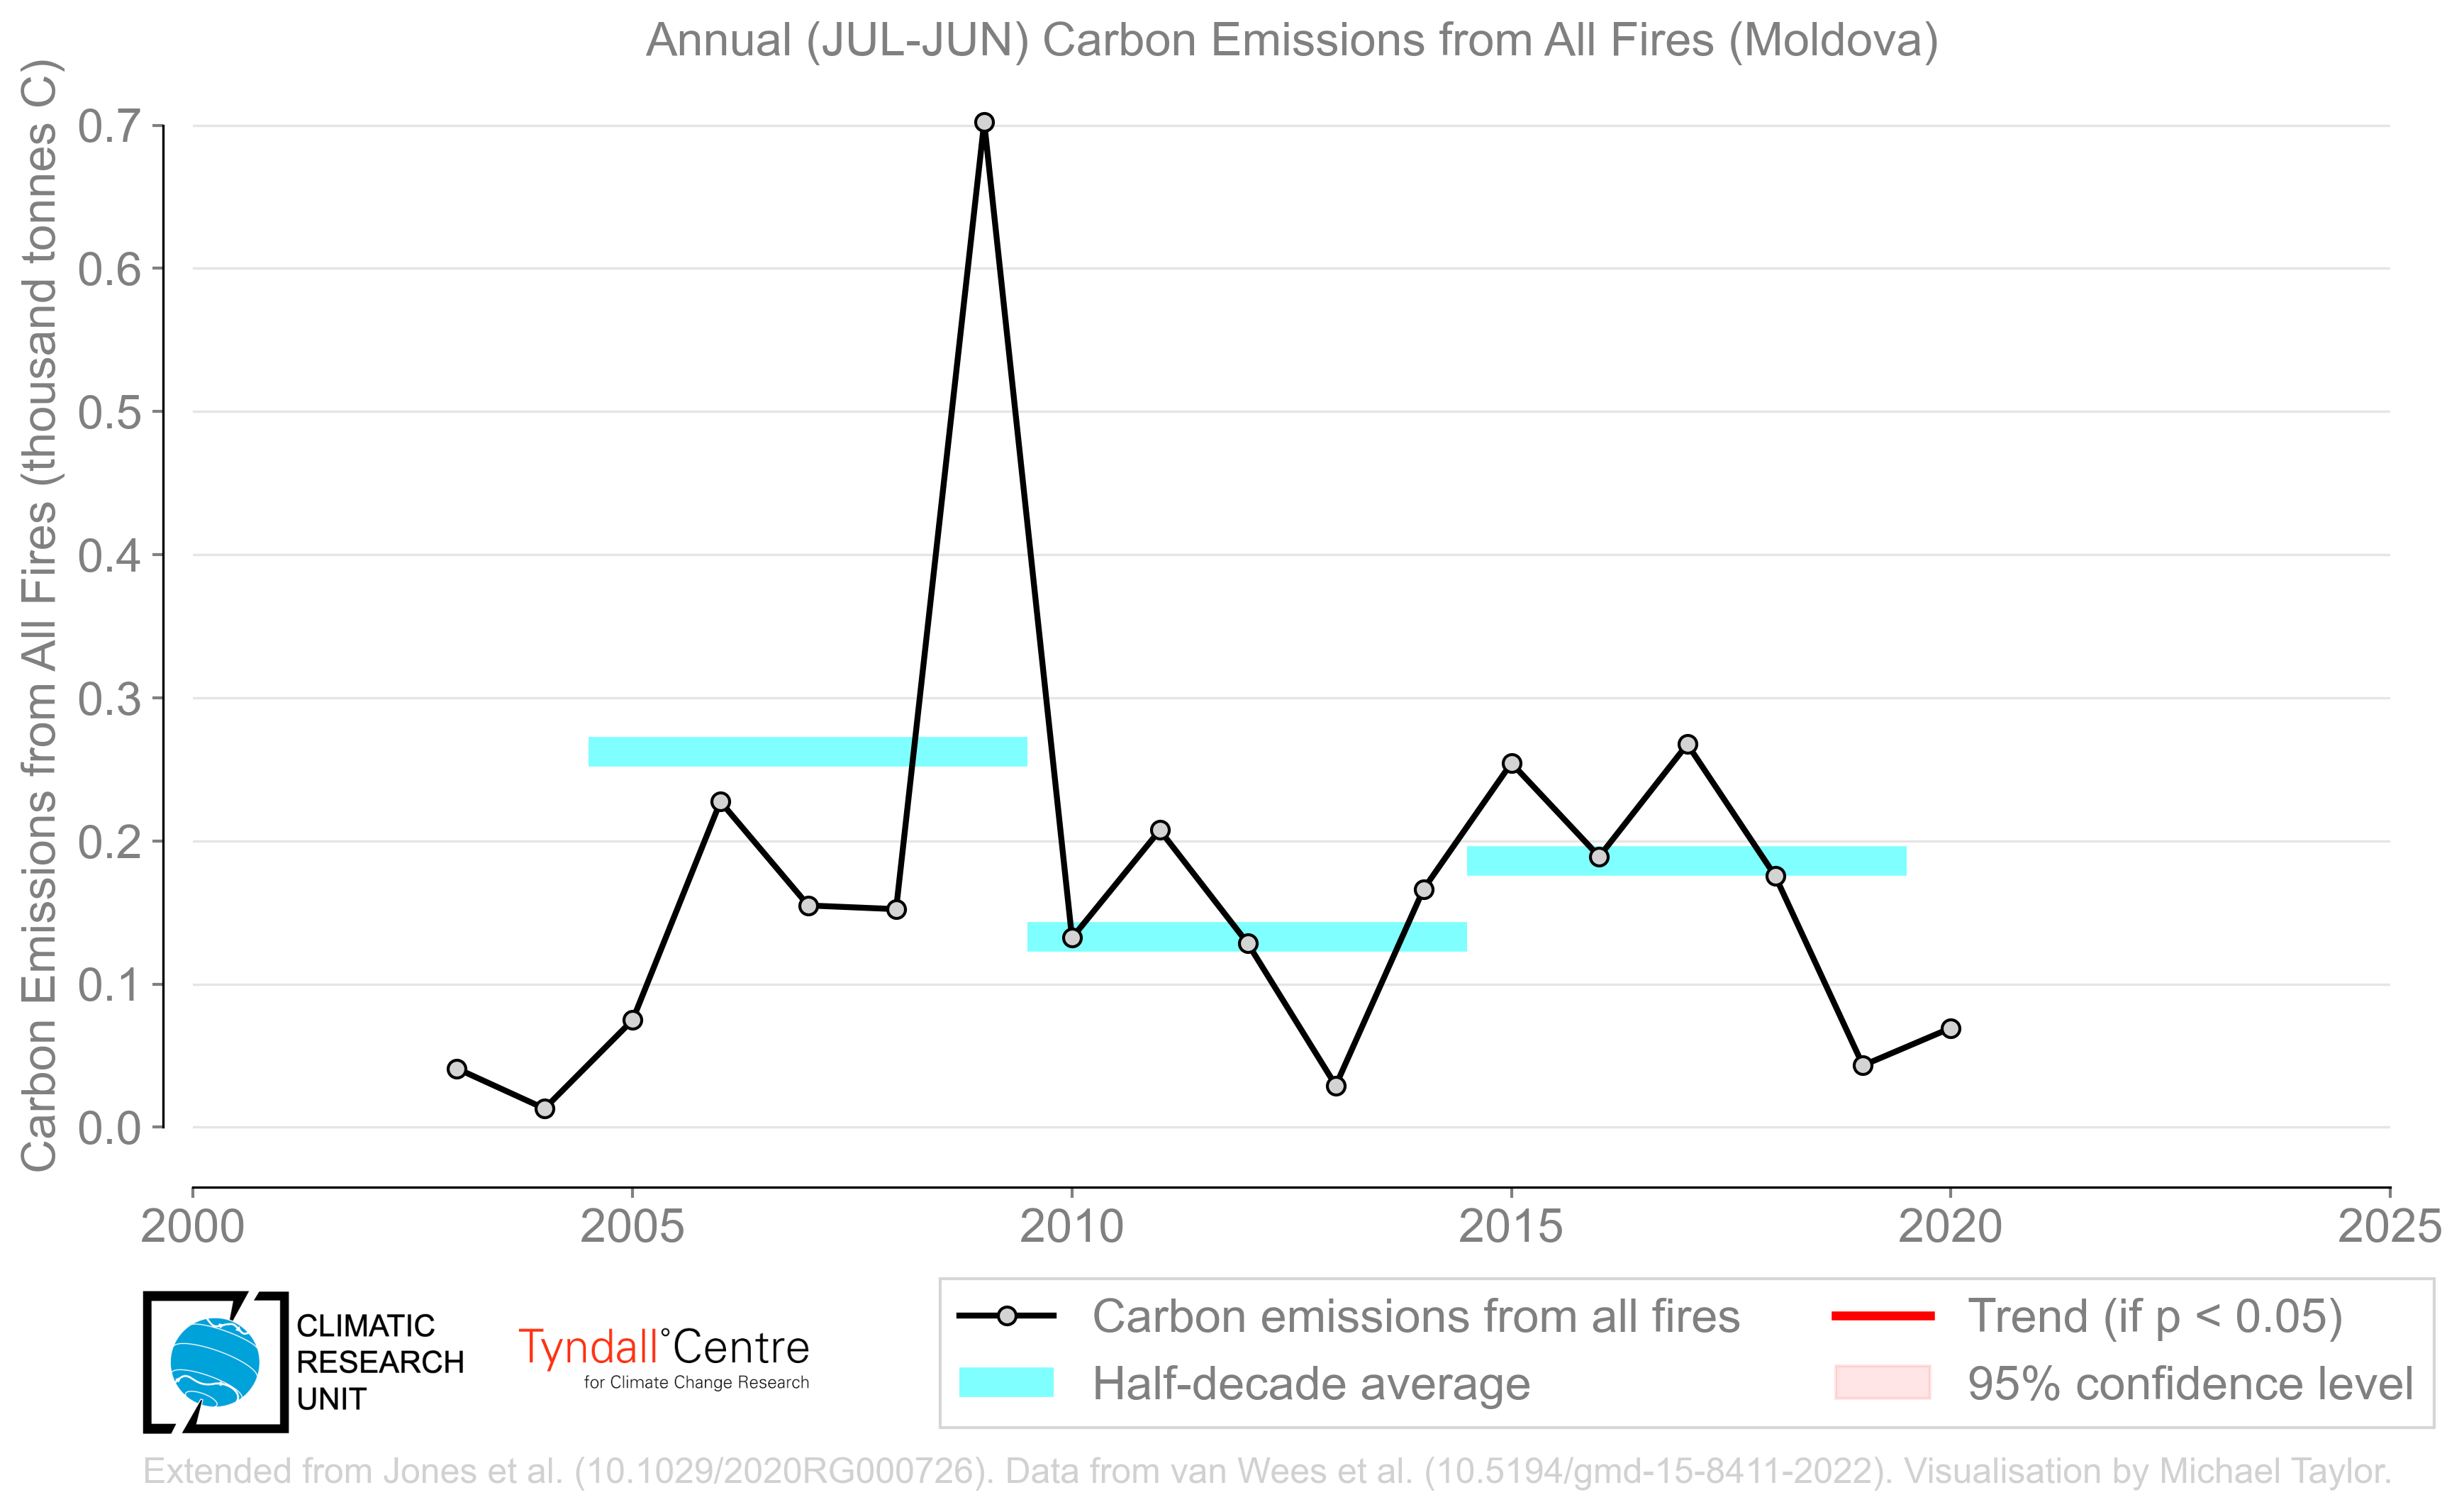 Annual (JUL-JUN) Carbon Emissions from All Fires (Moldova)
Carbon Emissions from All Fires (thousand tonnes C)
0.7
0.6
0.5
0.4
0.3
0.2
0.1
0.0
2000 2005 2010 2015 2020 2025
CLIMATIC
RESEARCH
UNIT
Tyndall°Centre
for Climate Change Research
Carbon emissions from all fires
Half-decade average
Trend (if p < 0.05)
95% confidence level
Extended from Jones et al. (10.1029/2020RG000726). Data from van Wees et al. (10.5194/gmd-15-8411-2022). Visualisation by Michael Taylor.